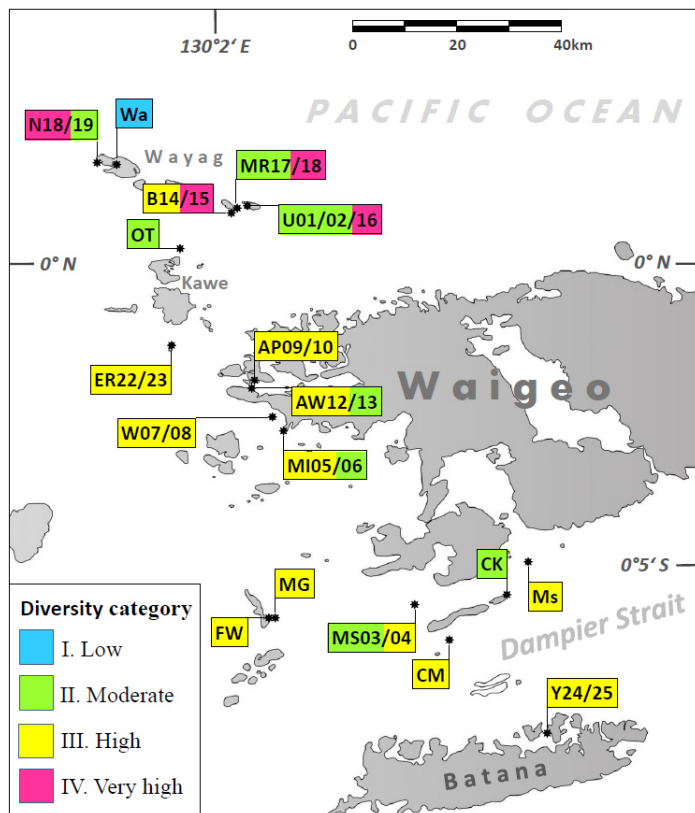 130°2‘ E
0 20 40km
PACIFIC OCEAN
N18/19
Wa
Wayag
MR17/18
B14/15
U01/02/16
OT
0° N
0° N
Kawe
AP09/10
ER22/23
AW12/13
Waigeo
W07/08
MI05/06
CK
0°5‘ S
MG
Ms
Diversity category
FW
MS03/04
Dampier Strait
I. Low
CM
II. Moderate
Y24/25
III. High
IV. Very high
Batana